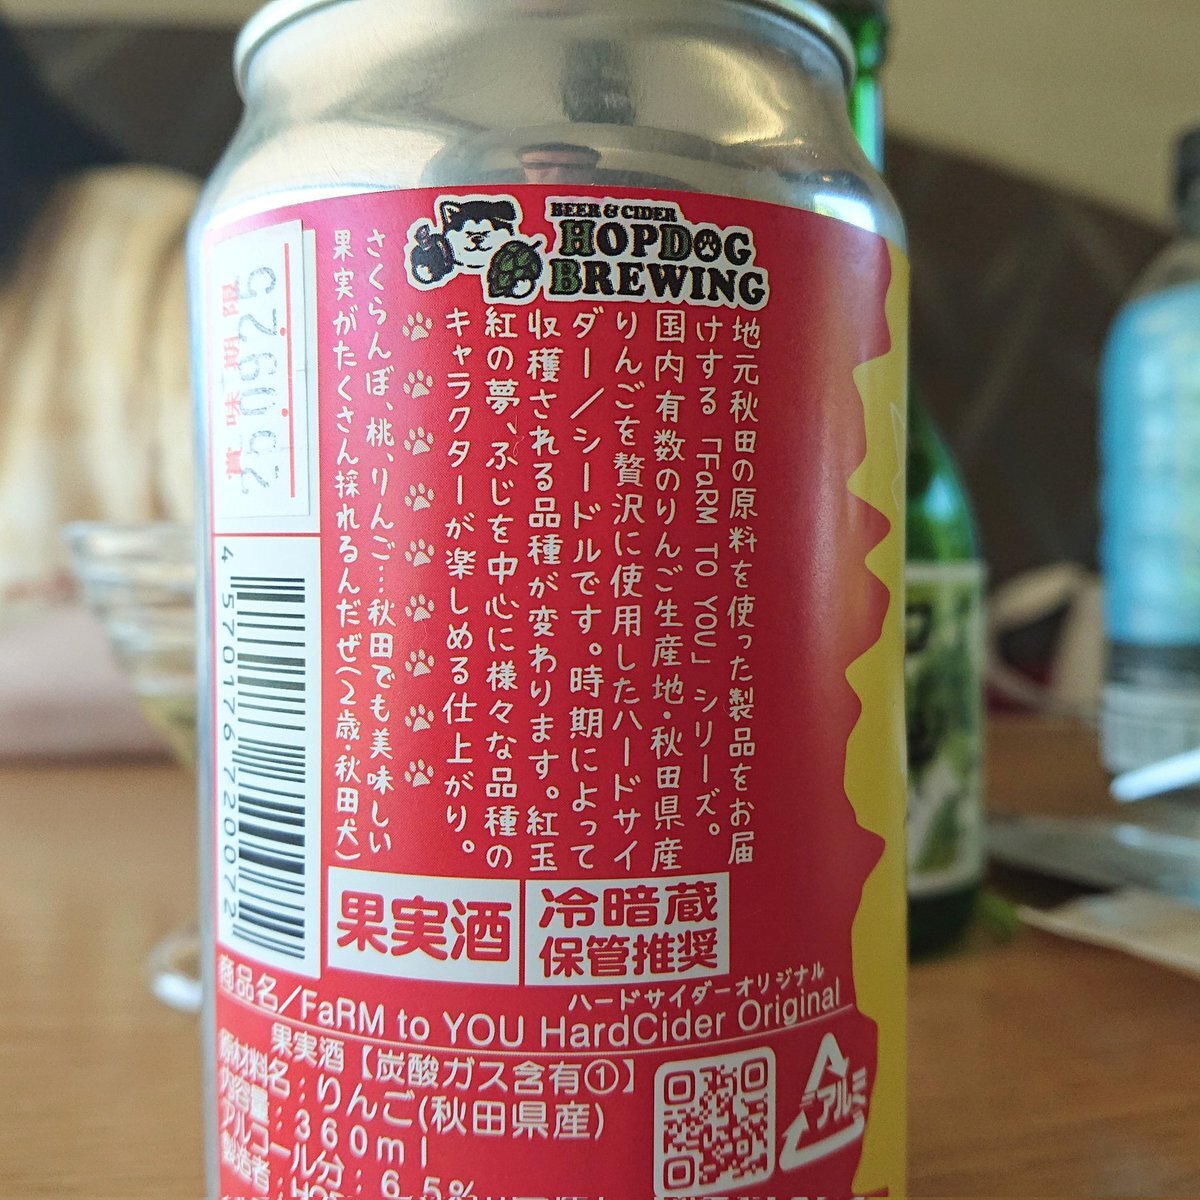 BEER & CIDER
HOPDOG
BREWING
地元秋田の原料を使った製品をお届
けする「FaRM TO YOU」シリーズ。
国内有数のりんご生産地・秋田県産
りんごを贅沢に使用したハードサイ
ダー／シードルです。時期によって
収穫される品種が変わります。紅玉
紅の夢、ふじを中心に様々な品種の
キャラクターが楽しめる仕上がり。
さくらんぼ、桃、りんご…秋田でも美味しい
果実がたくさん採れるんだぜ(2歳・秋田犬)
賞味期限
250925
4570176720072
果実酒
冷暗蔵
保管推奨
ハードサイダーオリジナル
商品名／FaRM to YOU HardCider Original
果実酒【炭酸ガス含有①】
原材料名：りんご(秋田県産)
内容量：360ml
アルコール分：6.5%
製造者：HOP
アルミ